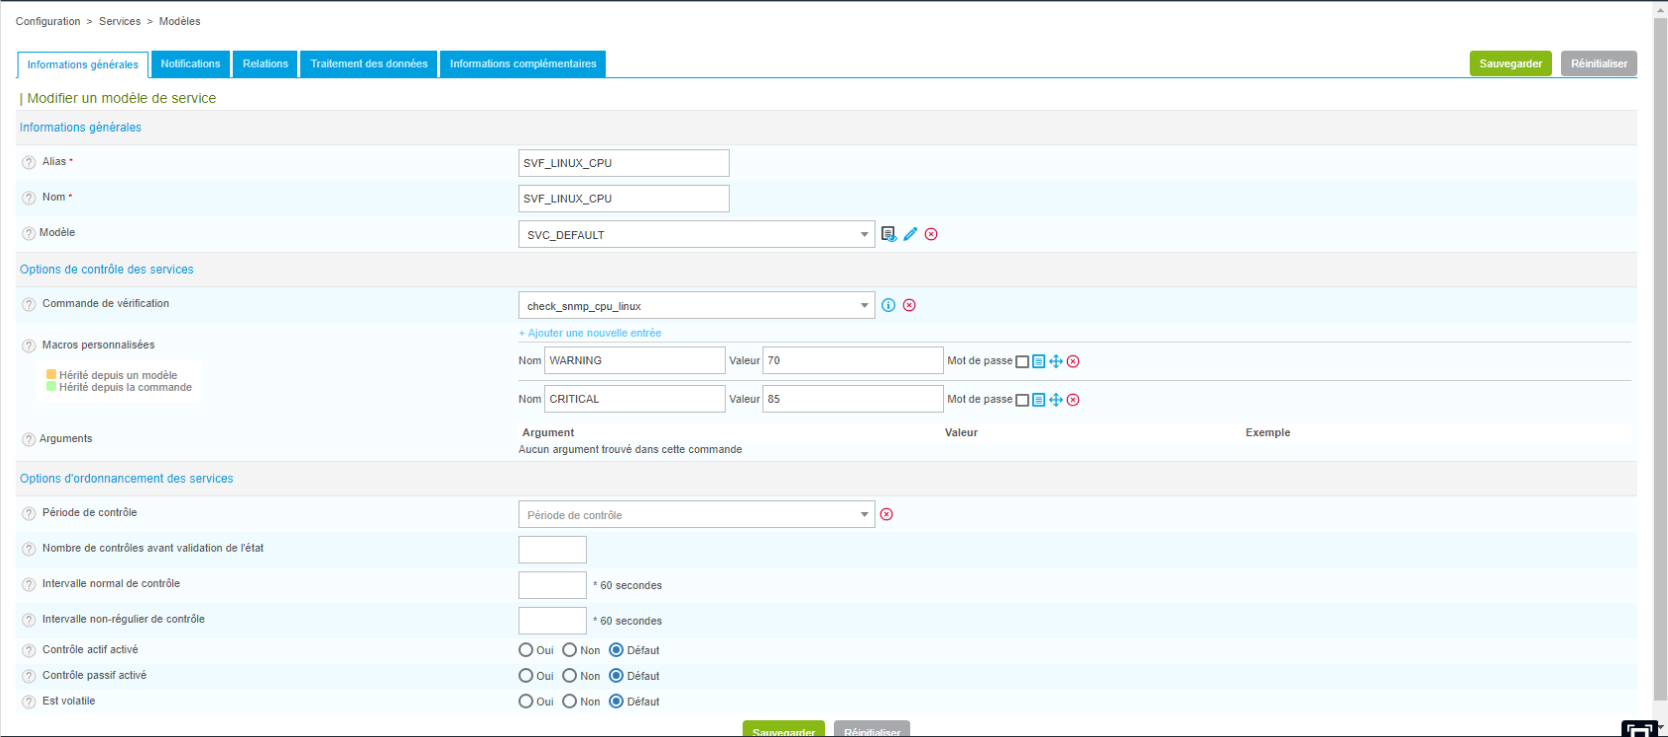 Configuration > Services > Modèles
Informations générales Notifications Relations Traitement des données Informations complémentaires Sauvegarder Réinitialiser
| Modifier un modèle de service
Informations générales
? Alias * SVF_LINUX_CPU
? Nom * SVF_LINUX_CPU
? Modèle SVC_DEFAULT
Options de contrôle des services
? Commande de vérification check_snmp_cpu_linux
+ Ajouter une nouvelle entrée
? Macros personnalisées
Nom WARNING Valeur 70 Mot de passe
Hérité depuis un modèle
Hérité depuis la commande
Nom CRITICAL Valeur 85 Mot de passe
? Arguments Argument Valeur Exemple
Aucun argument trouvé dans cette commande
Options d'ordonnancement des services
? Période de contrôle Période de contrôle
? Nombre de contrôles avant validation de l'état
? Intervalle normal de contrôle * 60 secondes
? Intervalle non-régulier de contrôle * 60 secondes
? Contrôle actif activé Oui Non Défaut
? Contrôle passif activé Oui Non Défaut
? Est volatile Oui Non Défaut
Sauvegarder Réinitialiser